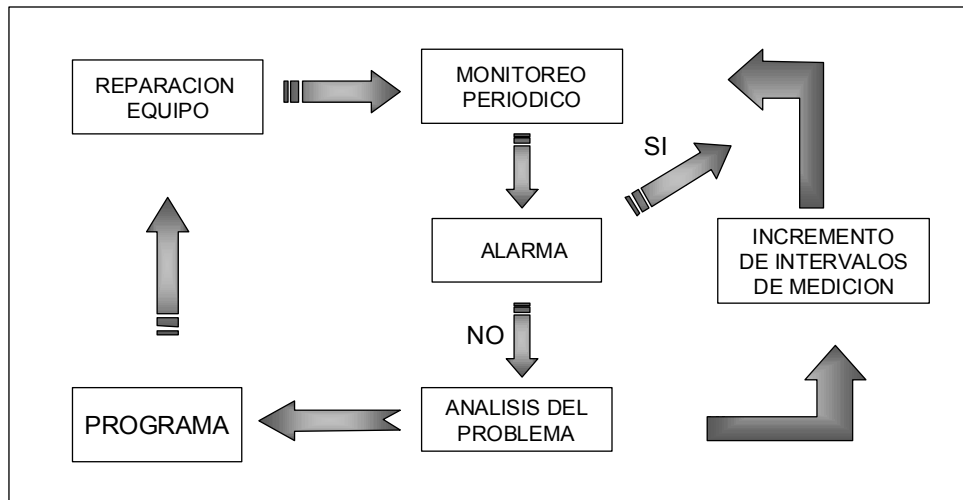 REPARACION
EQUIPO
MONITOREO
PERIODICO
SI
ALARMA
INCREMENTO
DE INTERVALOS
DE MEDICION
NO
PROGRAMA
ANALISIS DEL
PROBLEMA